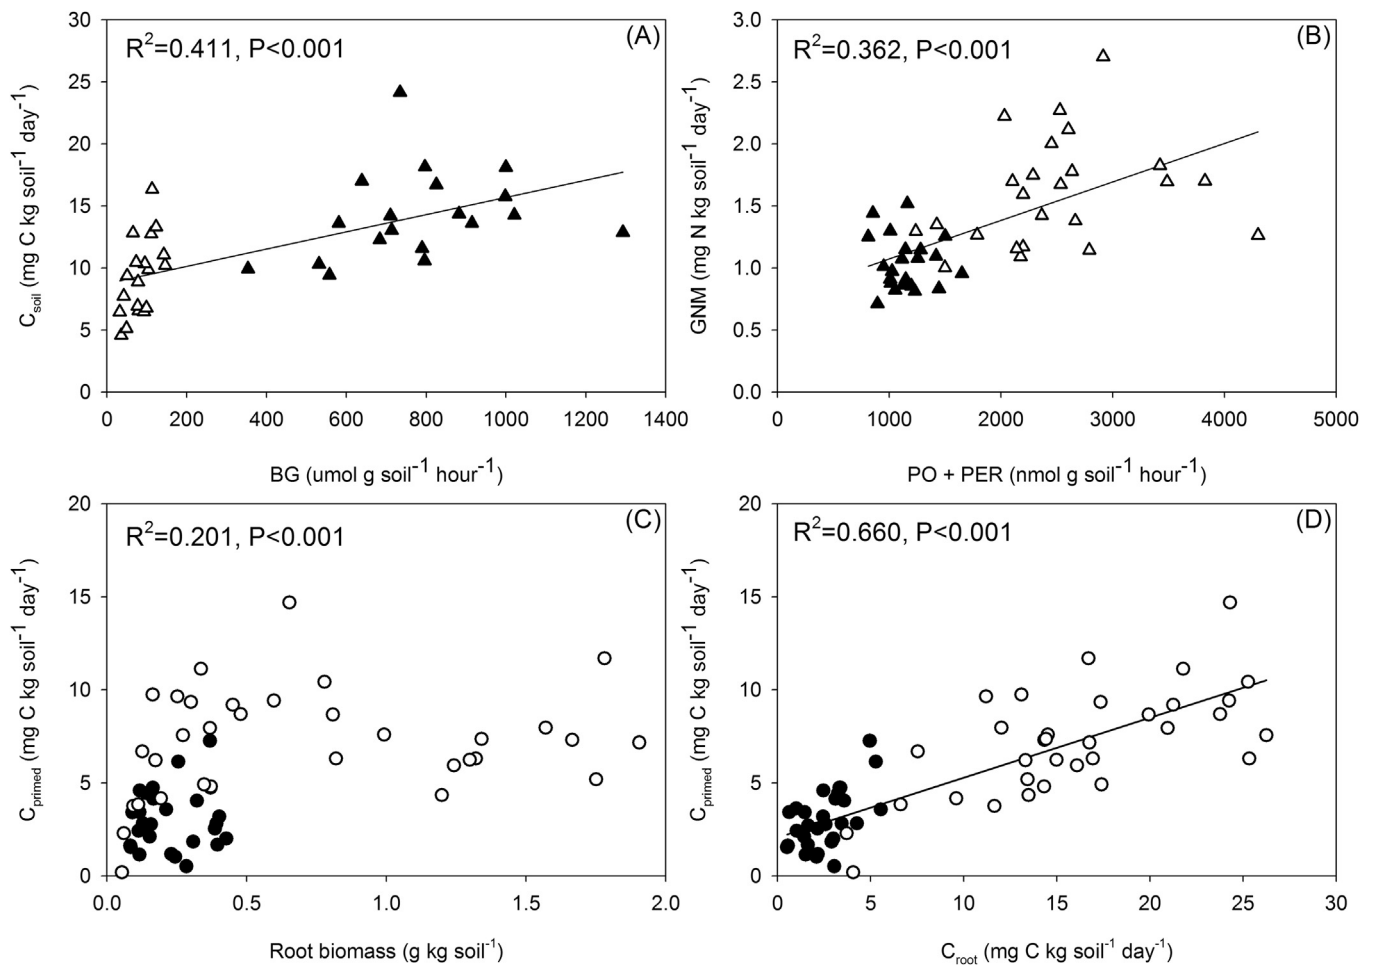 R²=0.411, P<0.001
(A)
30
25
20
15
10
5
0
C_soil (mg C kg soil⁻¹ day⁻¹)
0 200 400 600 800 1000 1200 1400
BG (umol g soil⁻¹ hour⁻¹)
R²=0.362, P<0.001
(B)
3.0
2.5
2.0
1.5
1.0
0.5
0.0
GNM (mg N kg soil⁻¹ day⁻¹)
0 1000 2000 3000 4000 5000
PO + PER (nmol g soil⁻¹ hour⁻¹)
R²=0.201, P<0.001
(C)
20
15
10
5
0
C_primed (mg C kg soil⁻¹ day⁻¹)
0.0 0.5 1.0 1.5 2.0
Root biomass (g kg soil⁻¹)
R²=0.660, P<0.001
(D)
20
15
10
5
0
C_primed (mg C kg soil⁻¹ day⁻¹)
0 5 10 15 20 25 30
C_root (mg C kg soil⁻¹ day⁻¹)